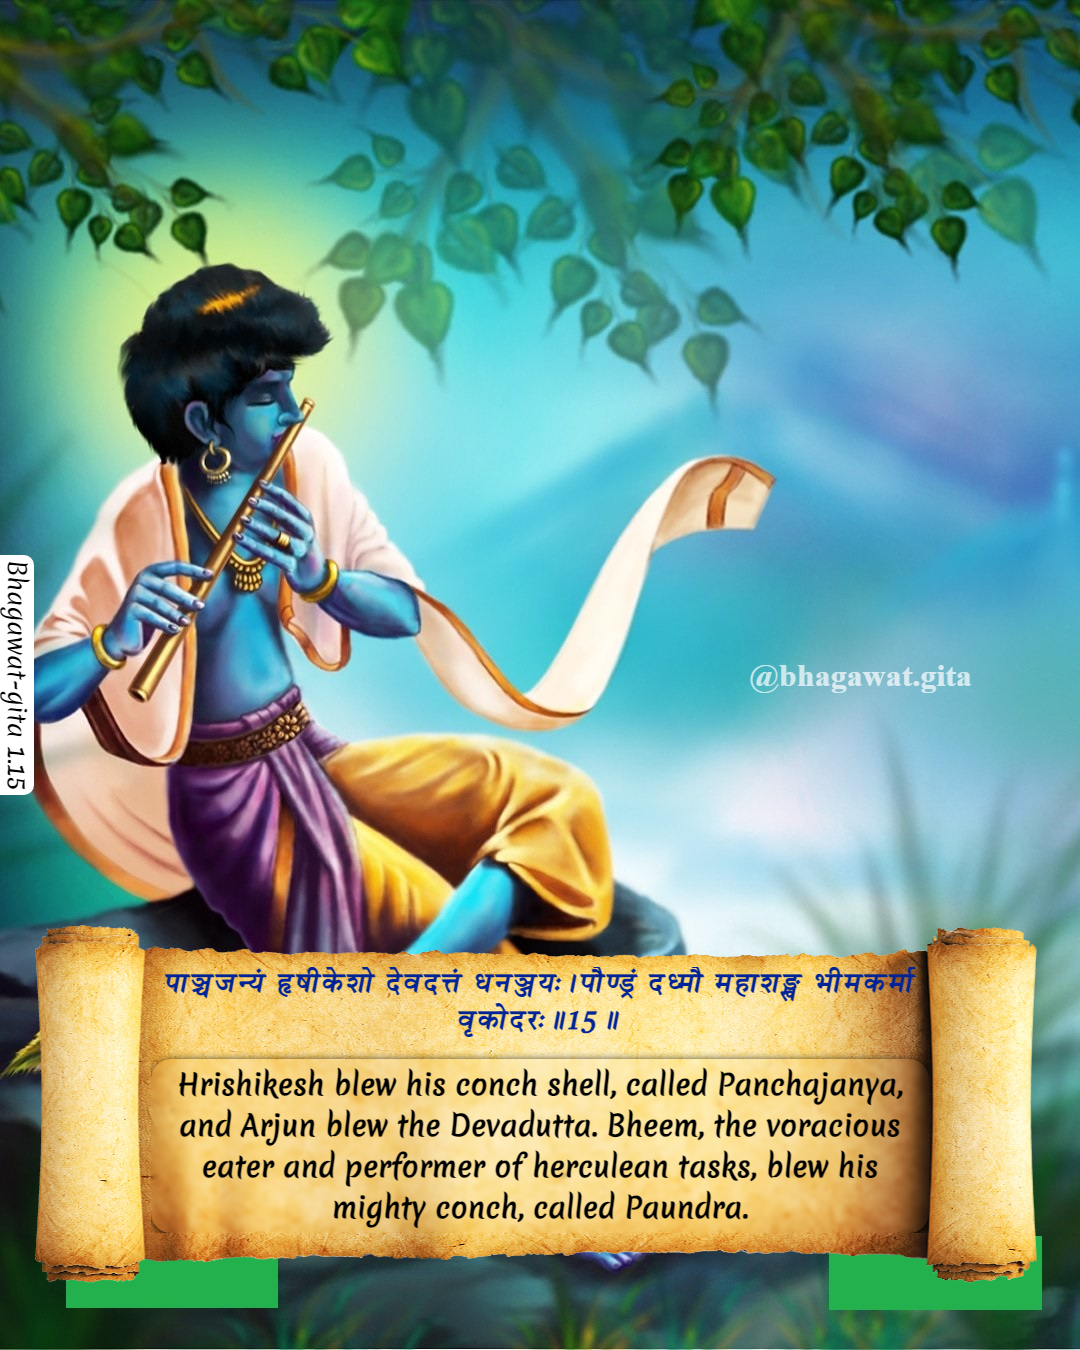 Bhagawat-gita 1.15
@bhagawat.gita
पाञ्चजन्यं हृषीकेशो देवदत्तं धनञ्जयः।पौण्ड्रं दध्मौ महाशङ्खं भीमकर्मा
वृकोदरः॥15॥
Hrishikesh blew his conch shell, called Panchajanya,
and Arjun blew the Devadutta. Bheem, the voracious
eater and performer of herculean tasks, blew his
mighty conch, called Paundra.